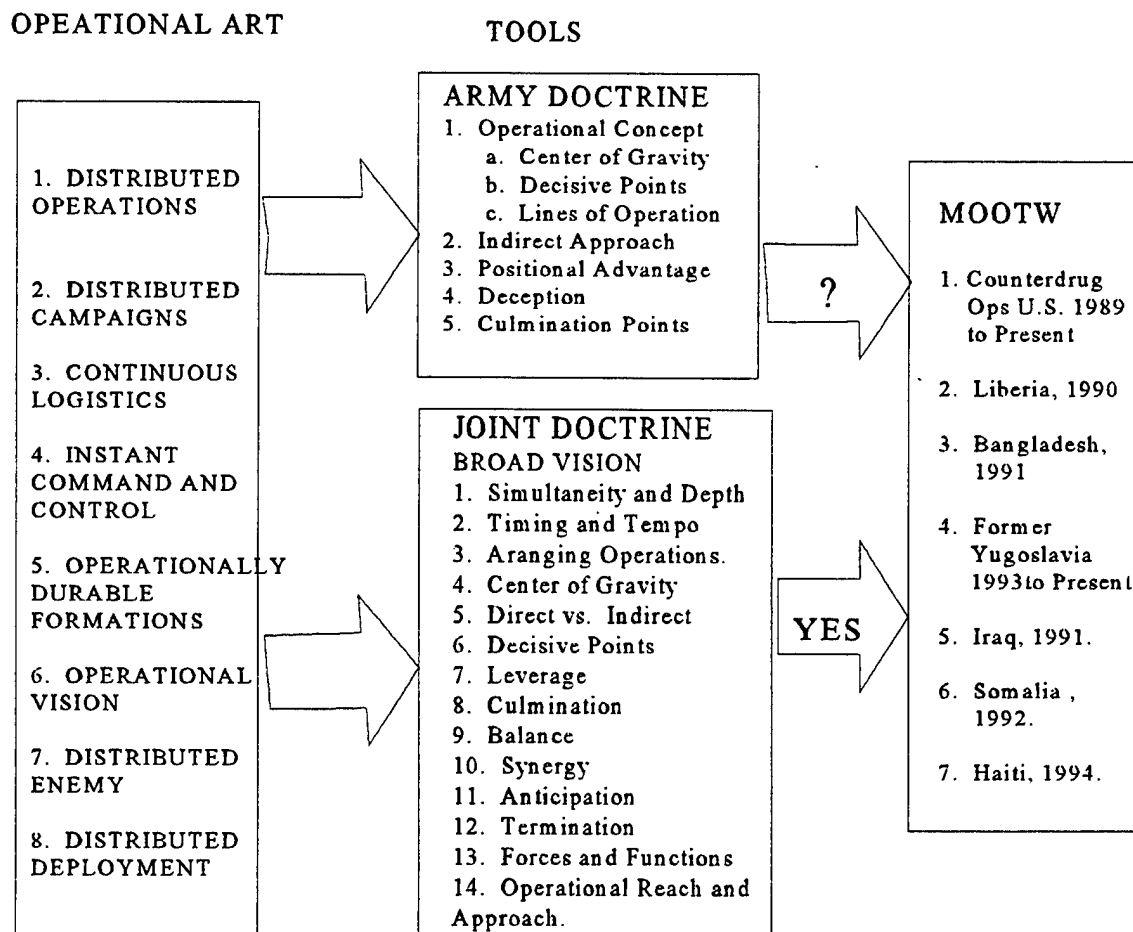 OPEATIONAL ART
TOOLS
1. DISTRIBUTED
OPERATIONS
2. DISTRIBUTED
CAMPAIGNS
3. CONTINUOUS
LOGISTICS
4. INSTANT
COMMAND AND
CONTROL
5. OPERATIONALLY
DURABLE
FORMATIONS
6. OPERATIONAL
VISION
7. DISTRIBUTED
ENEMY
8. DISTRIBUTED
DEPLOYMENT
ARMY DOCTRINE
1. Operational Concept
a. Center of Gravity
b. Decisive Points
c. Lines of Operation
2. Indirect Approach
3. Positional Advantage
4. Deception
5. Culmination Points
JOINT DOCTRINE
BROAD VISION
1. Simultaneity and Depth
2. Timing and Tempo
3. Aranging Operations.
4. Center of Gravity
5. Direct vs. Indirect
6. Decisive Points
7. Leverage
8. Culmination
9. Balance
10. Synergy
11. Anticipation
12. Termination
13. Forces and Functions
14. Operational Reach and
Approach.
?
YES
MOOTW
1. Counterdrug
Ops U.S. 1989
to Present
2. Liberia, 1990
3. Bangladesh,
1991
4. Former
Yugoslavia
1993to Present
5. Iraq, 1991.
6. Somalia ,
1992.
7. Haiti, 1994.